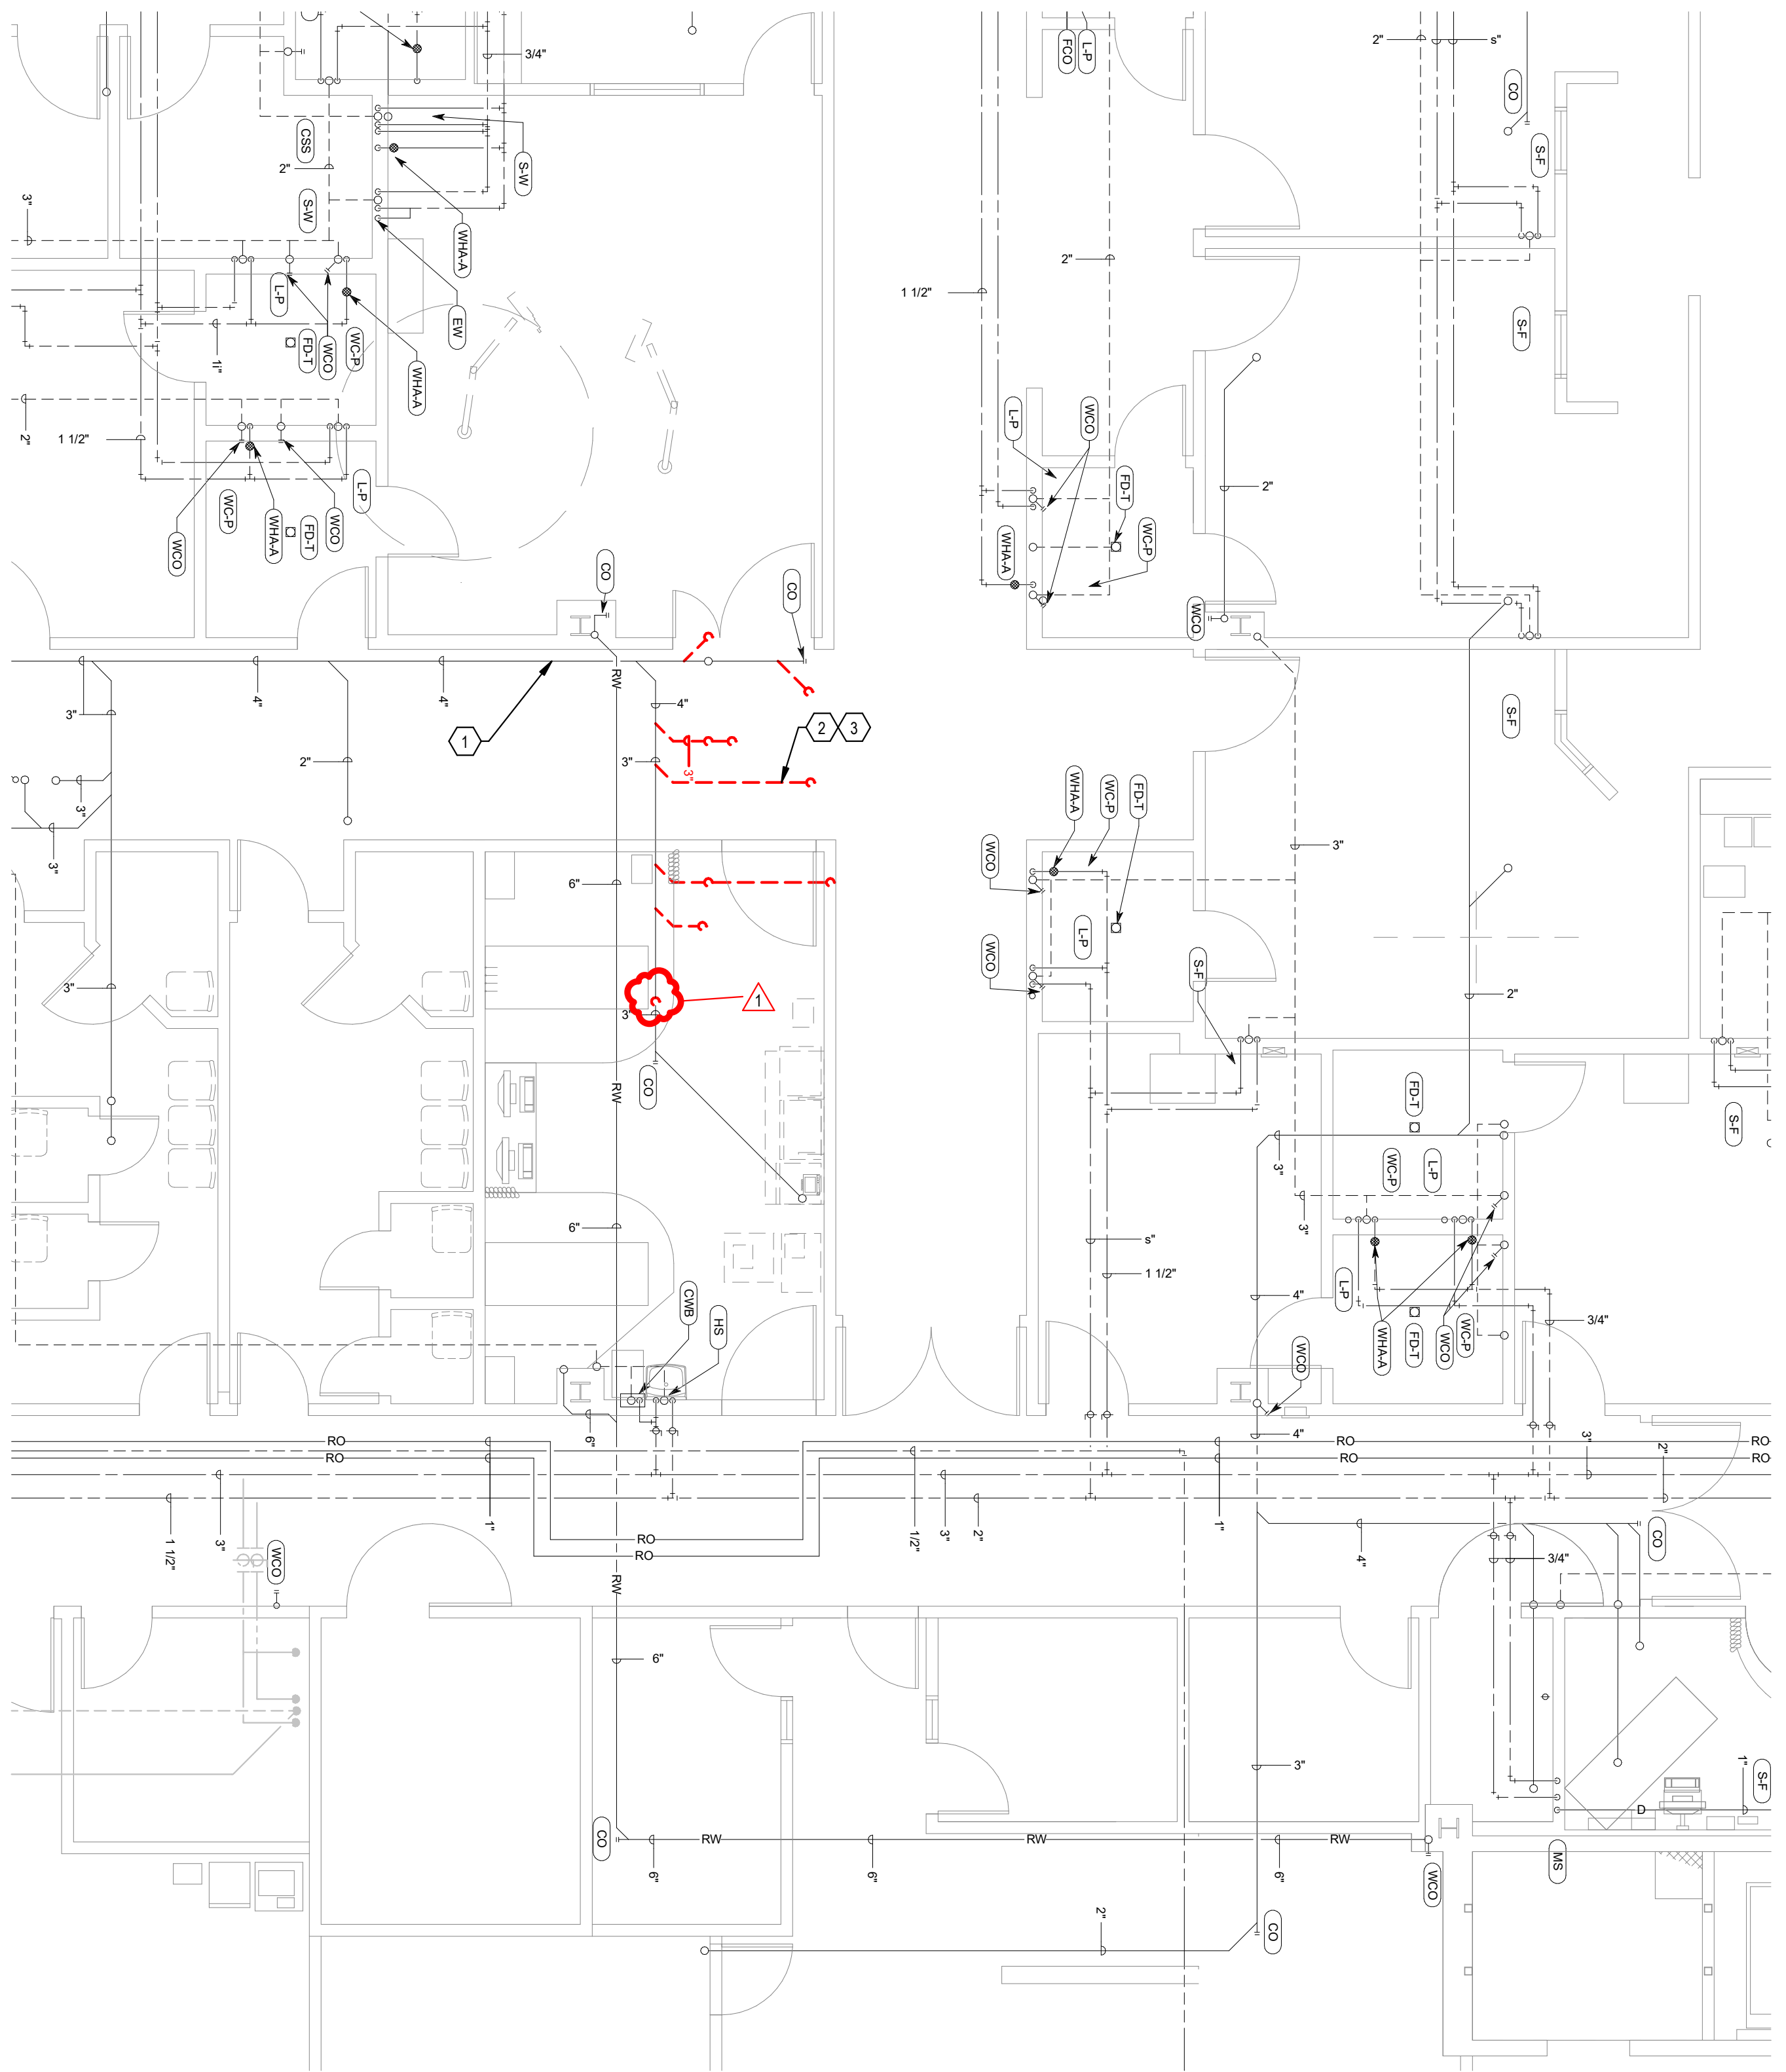 3/4"
FCO
L-P
2"
s"
CO
S-F
CSS
2"
S-W
S-W
3"
WHA-A
EW
L-P
FD-T
WCO
WC-P
WHA-A
1i"
2"
1 1/2"
WC-P
WHA-A
FD-T
WCO
L-P
WCO
2"
1 1/2"
S-F
L-P
WCO
FD-T
WC-P
WHA-A
2"
WCO
CO
CO
RW
4"
4"
4"
3"
1
2
3
3"
3"
2"
3"
3"
S-F
WHA-A
WC-P
FD-T
3"
WCO
6"
L-P
WCO
S-F
3"
3"
1
2"
CO
RW
FD-T
WC-P
L-P
3"
3"
S-F
6"
s"
1 1/2"
4"
L-P
3/4"
CWB
HS
WHA-A
FD-T
WCO
WC-P
WCO
4"
6"
RO
RO
RO
RO
RO
RO
3"
2"
1 1/2"
3"
1"
RO
RO
1/2"
3"
2"
1"
WCO
RW
4"
3/4"
CO
6"
3"
1"
S-F
D
CO
RW
RW
RW
6"
6"
6"
WCO
MS
2"
CO